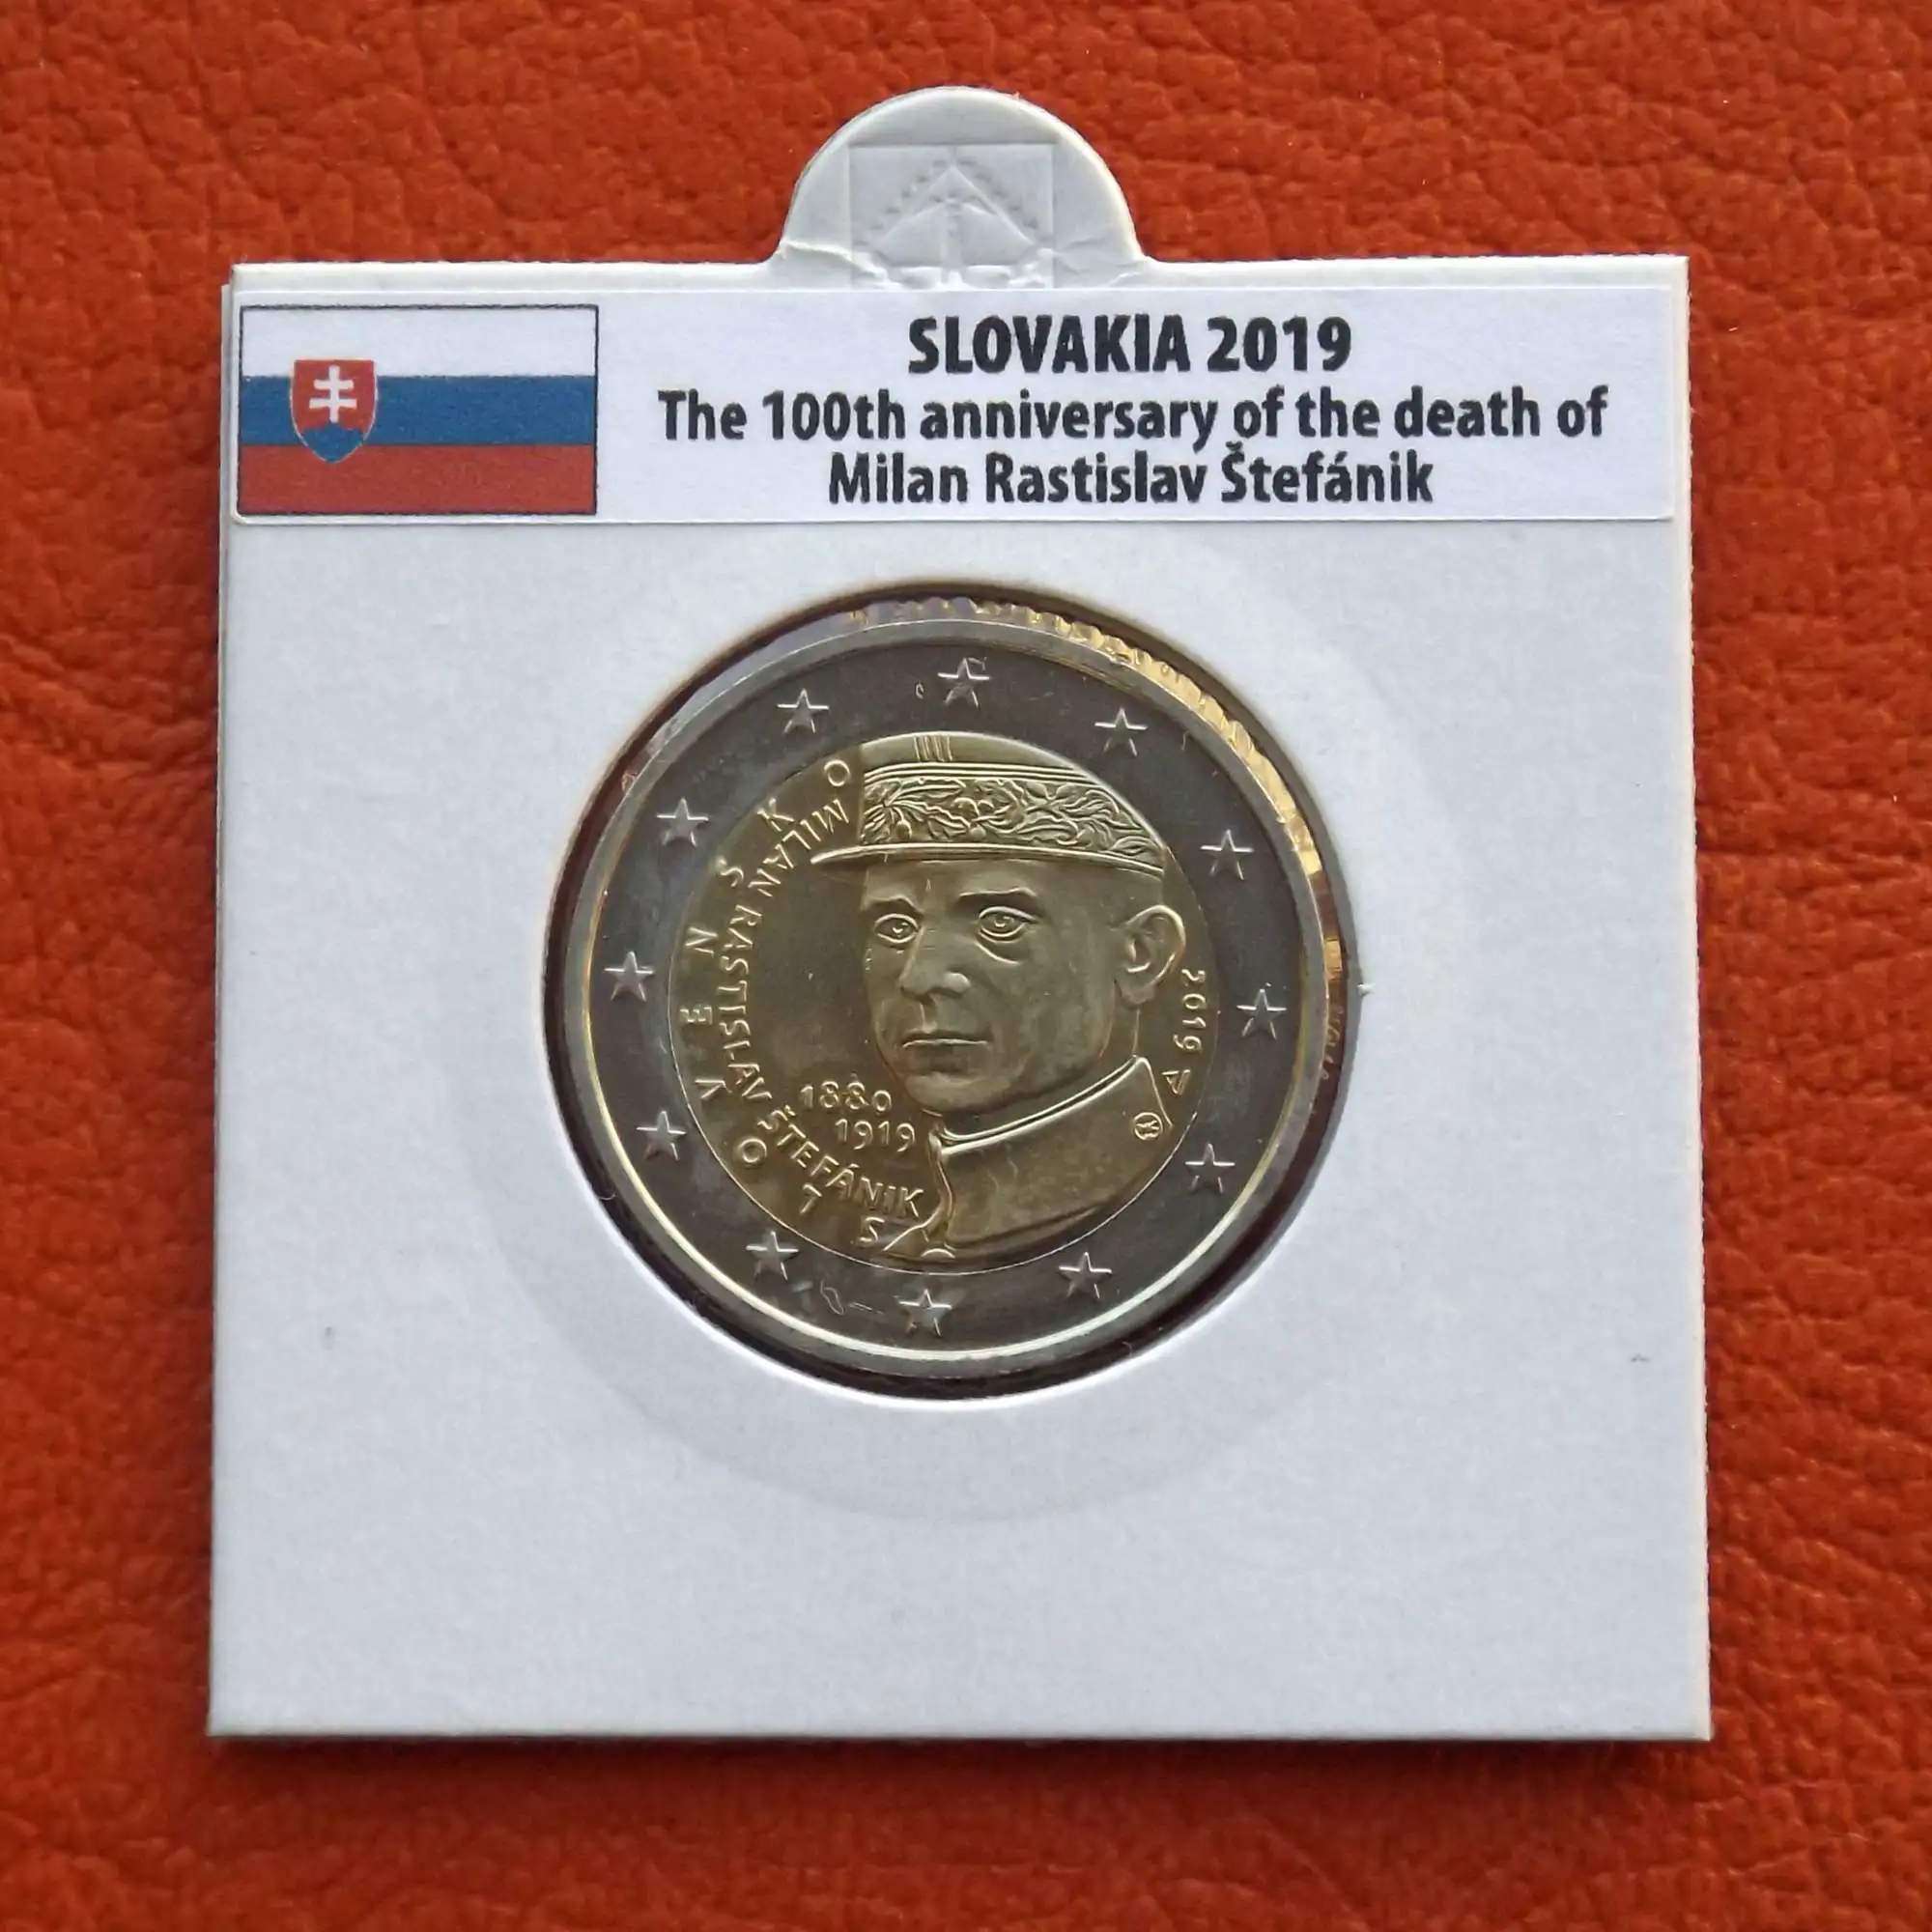 SLOVAKIA 2019
The 100th anniversary of the death of
Milan Rastislav Štefánik
SLOVENSKO
MILAN RASTISLAV ŠTEFÁNIK
1880
1919
2019